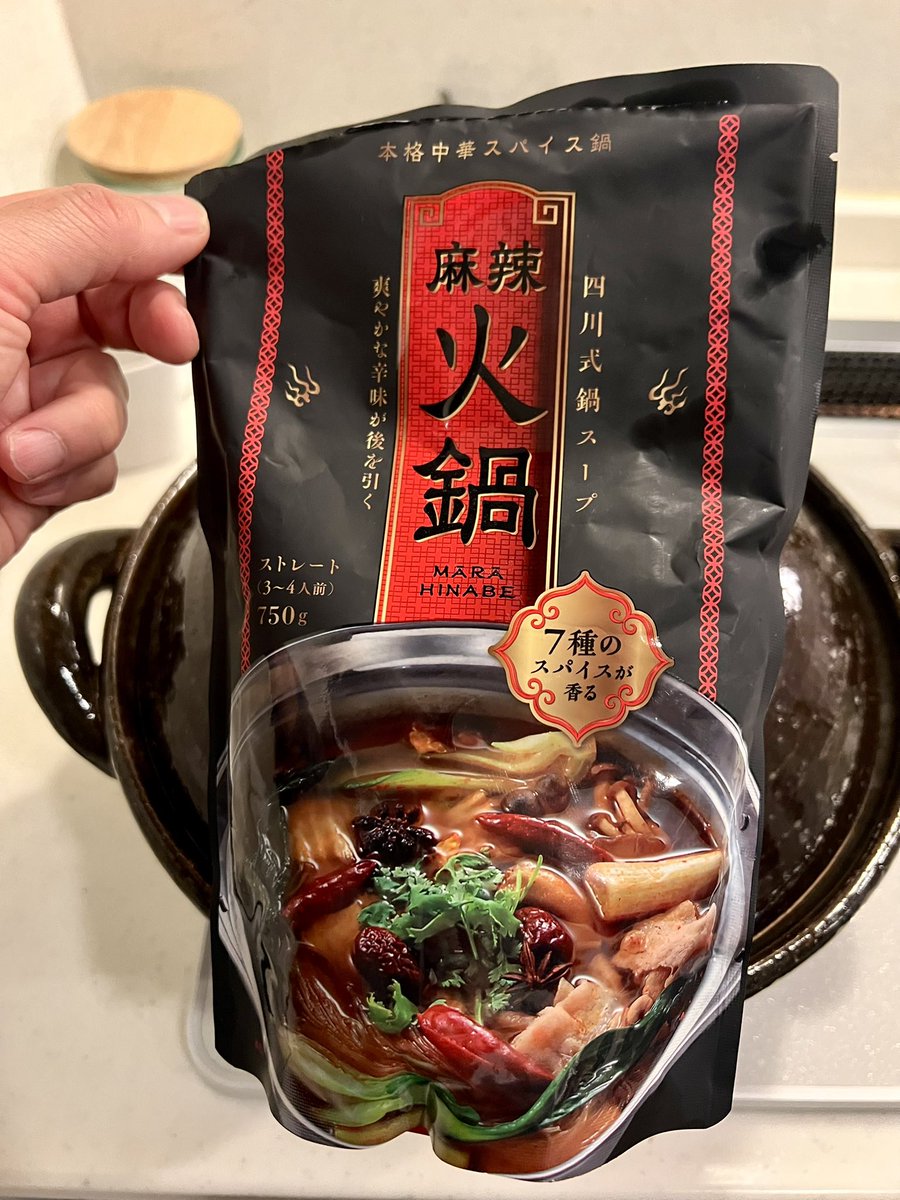 本格中華スパイス鍋
四川式鍋スープ
麻辣
火鍋
MĀRĀ
HINABE
爽やかな辛味が後を引く
ストレート
(3〜4人前)
750g
7種の
スパイスが
香る